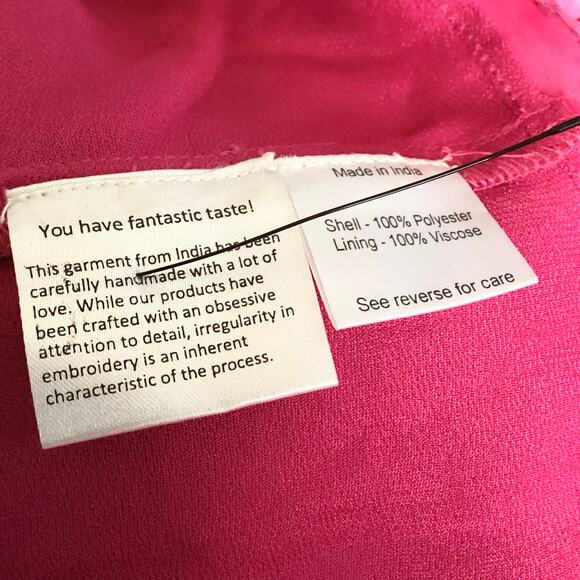 You have fantastic taste!
This garment from India has been
carefully handmade with a lot of
love. While our products have
been crafted with an obsessive
attention to detail, irregularity in
embroidery is an inherent
characteristic of the process.
Made in India
Shell - 100% Polyester
Lining - 100% Viscose
See reverse for care